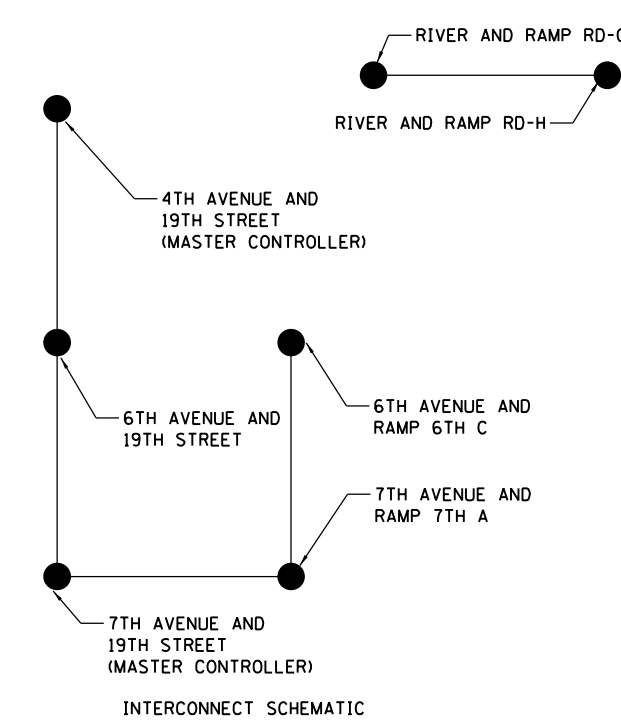 RIVER AND RAMP RD-
RIVER AND RAMP RD-H
4TH AVENUE AND
19TH STREET
(MASTER CONTROLLER)
6TH AVENUE AND
19TH STREET
6TH AVENUE AND
RAMP 6TH C
7TH AVENUE AND
RAMP 7TH A
7TH AVENUE AND
19TH STREET
(MASTER CONTROLLER)
INTERCONNECT SCHEMATIC